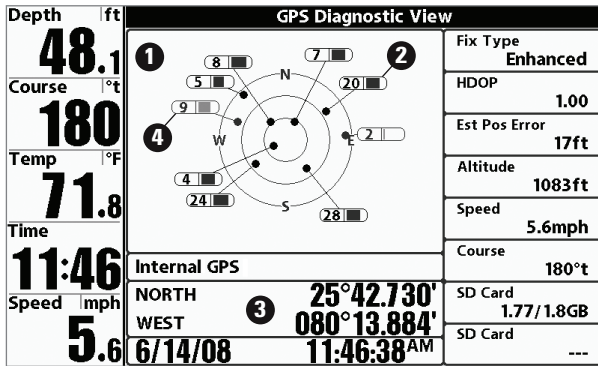 Depth ft
48.1
Course °t
180
Temp °F
71.8
Time
11:46
Speed mph
5.6
GPS Diagnostic View
1
2
8
7
5
20
9
N
4
W
E
2
4
24
S
28
Internal GPS
NORTH 25°42.730'
WEST 080°13.884'
3
6/14/08 11:46:38AM
Fix Type
Enhanced
HDOP
1.00
Est Pos Error
17ft
Altitude
1083ft
Speed
5.6mph
Course
180°t
SD Card
1.77/1.8GB
SD Card
---